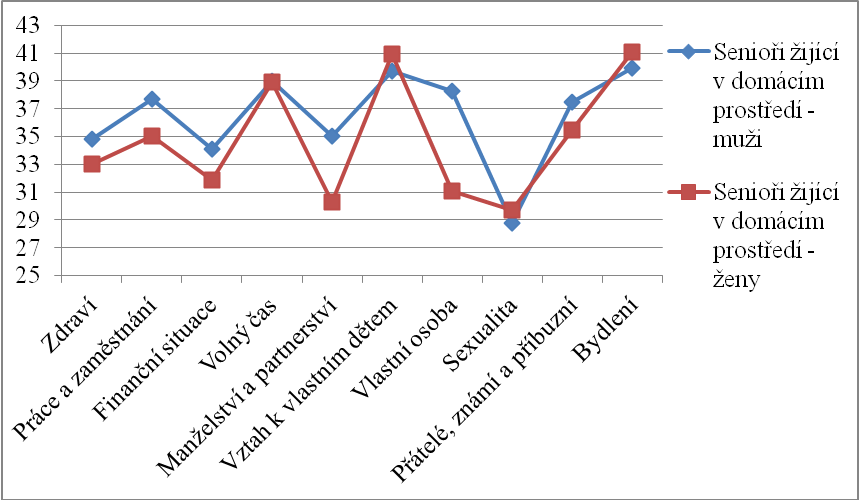 43
41
39
37
35
33
31
29
27
25
Zdraví
Práce a zaměstnání
Finanční situace
Volný čas
Manželství a partnerství
Vztah k vlastním dětem
Vlastní osoba
Sexualita
Přátelé, známí a příbuzní
Bydlení
Senioři žijící
v domácím
prostředí -
muži
Senioři žijící
v domácím
prostředí -
ženy